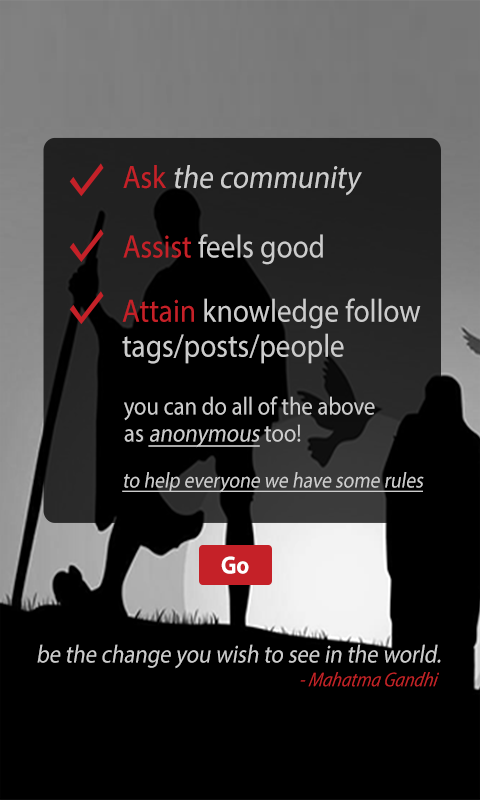 Ask the community
Assist feels good
Attain knowledge follow
tags/posts/people
you can do all of the above
as anonymous too!
to help everyone we have some rules
Go
be the change you wish to see in the world.
- Mahatma Gandhi